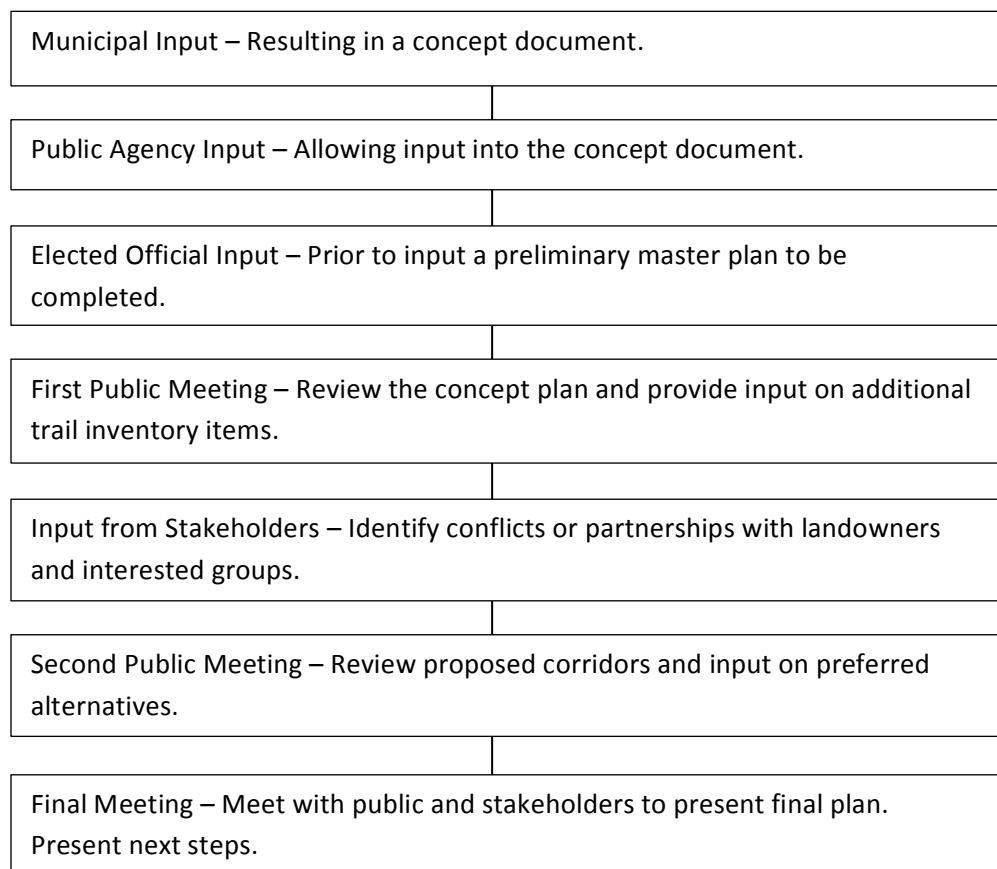 Municipal Input – Resulting in a concept document.
Public Agency Input – Allowing input into the concept document.
Elected Official Input – Prior to input a preliminary master plan to be
completed.
First Public Meeting – Review the concept plan and provide input on additional
trail inventory items.
Input from Stakeholders – Identify conflicts or partnerships with landowners
and interested groups.
Second Public Meeting – Review proposed corridors and input on preferred
alternatives.
Final Meeting – Meet with public and stakeholders to present final plan.
Present next steps.